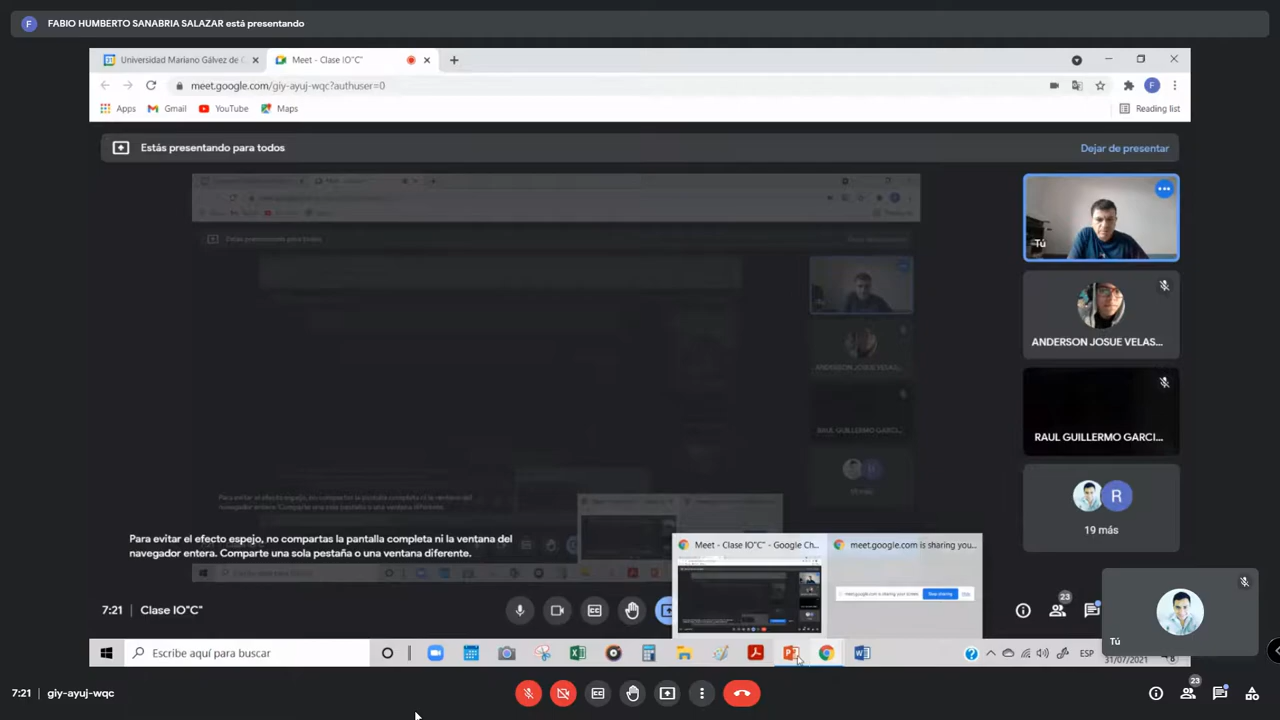 F FABIO HUMBERTO SANABRIA SALAZAR está presentando
31 Universidad Mariano Gálvez de
Meet - Clase IO"C"
meet.google.com/giy-ayuj-wqc?authuser=0
F
Apps Gmail YouTube Maps
Reading list
Estás presentando para todos
Dejar de presentar
Tú
ANDERSON JOSUE VELAS...
RAUL GUILLERMO GARCI...
R
19 más
Para evitar el efecto espejo, no compartas la pantalla completa ni la ventana del
navegador entera. Comparte una sola pestaña o una ventana diferente.
Meet - Clase IO"C" - Google Ch...
meet.google.com is sharing you...
Stop sharing
7:21 Clase IO"C"
23
Tú
Escribe aquí para buscar
ESP
31/07/2021
7:21 giy-ayuj-wqc
23